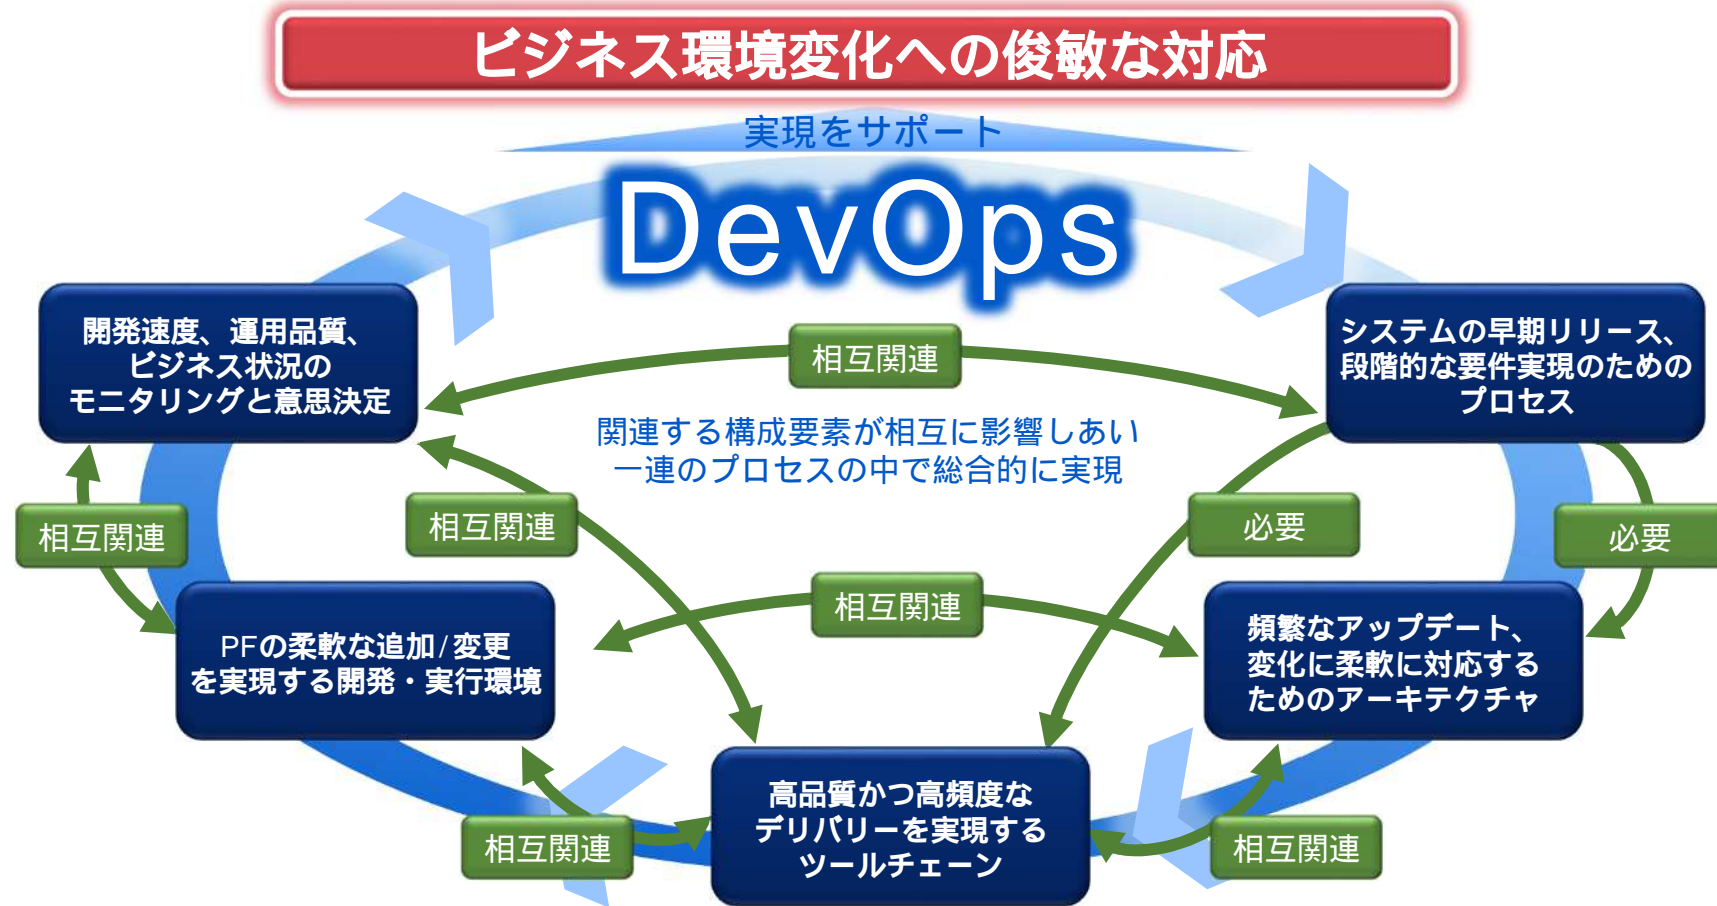 ビジネス環境変化への俊敏な対応
実現をサポート
DevOps
開発速度、運用品質、
ビジネス状況の
モニタリングと意思決定
システムの早期リリース、
段階的な要件実現のための
プロセス
相互関連
関連する構成要素が相互に影響しあい
一連のプロセスの中で総合的に実現
相互関連
相互関連
必要
必要
相互関連
PFの柔軟な追加/変更
を実現する開発・実行環境
頻繁なアップデート、
変化に柔軟に対応する
ためのアーキテクチャ
高品質かつ高頻度な
デリバリーを実現する
ツールチェーン
相互関連
相互関連